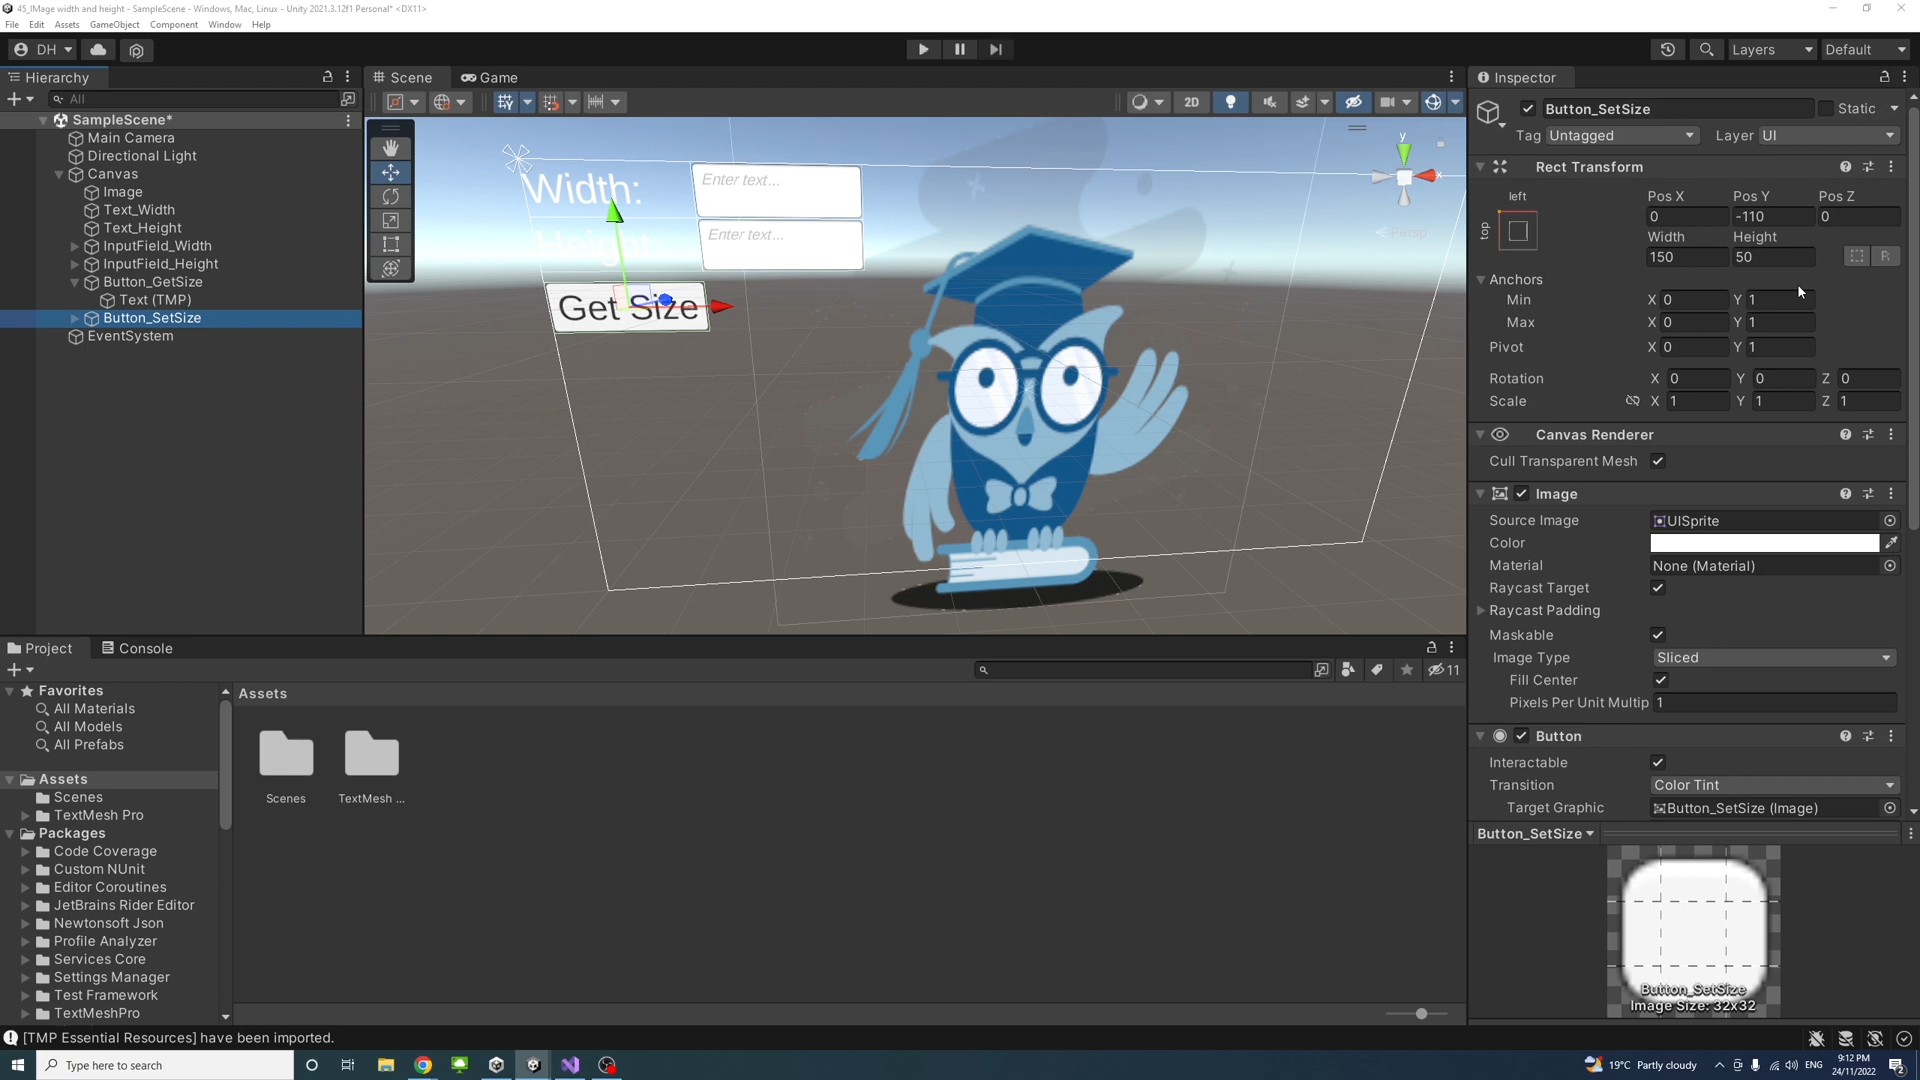 45_IMage width and height - SampleScene - Windows, Mac, Linux - Unity 2021.3.12f1 Personal* <DX11>
File Edit Assets GameObject Component Window Help
DH Layers Default
Hierarchy
All
SampleScene*
Main Camera
Directional Light
Canvas
Image
Text_Width
Text_Height
InputField_Width
InputField_Height
Button_GetSize
Text (TMP)
Button_SetSize
EventSystem
Scene Game
2D
Width: Enter text...
Height: Enter text...
Get Size
y
x
Persp
Inspector
Button_SetSize Static
Tag Untagged Layer UI
Rect Transform
left
top
Pos X Pos Y Pos Z
0 -110 0
Width Height
150 50 R
Anchors
Min X 0 Y 1
Max X 0 Y 1
Pivot X 0 Y 1
Rotation X 0 Y 0 Z 0
Scale X 1 Y 1 Z 1
Canvas Renderer
Cull Transparent Mesh
Image
Source Image UISprite
Color
Material None (Material)
Raycast Target
Raycast Padding
Maskable
Image Type Sliced
Fill Center
Pixels Per Unit Multip 1
Button
Interactable
Transition Color Tint
Target Graphic Button_SetSize (Image)
Button_SetSize
Button_SetSize
Image Size: 32x32
Project Console
11
Favorites
All Materials
All Models
All Prefabs
Assets
Scenes
TextMesh Pro
Packages
Code Coverage
Custom NUnit
Editor Coroutines
JetBrains Rider Editor
Newtonsoft Json
Profile Analyzer
Services Core
Settings Manager
Test Framework
TextMeshPro
Assets
Scenes TextMesh ...
[TMP Essential Resources] have been imported.
Type here to search
19°C Partly cloudy ENG 9:12 PM
24/11/2022 2